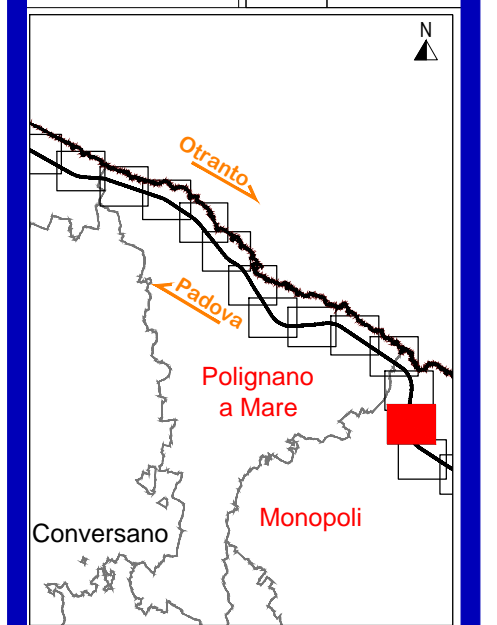 N
Otranto
Padova
Polignano
a Mare
Monopoli
Conversano